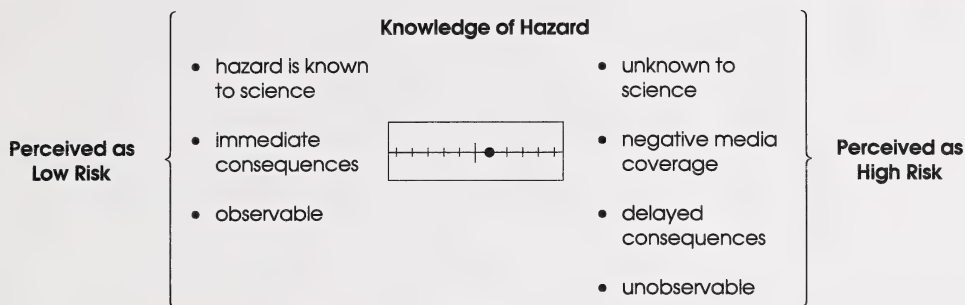 Knowledge of Hazard
Perceived as
Low Risk
• hazard is known
to science
• immediate
consequences
• observable
• unknown to
science
• negative media
coverage
• delayed
consequences
• unobservable
Perceived as
High Risk